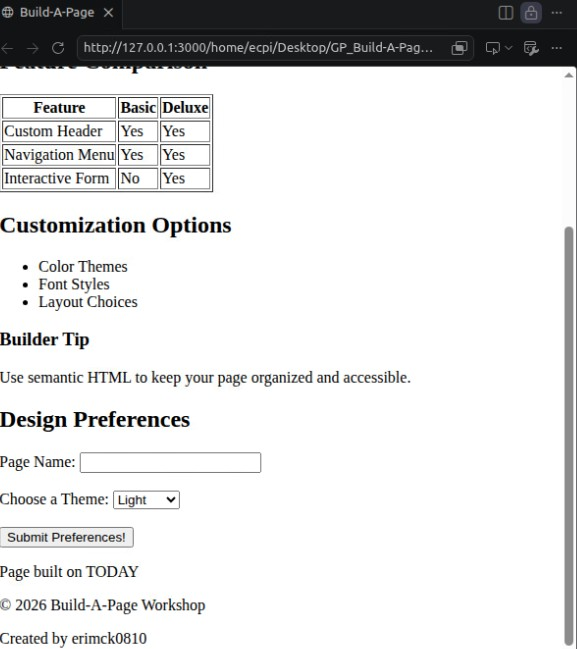 Build-A-Page
http://127.0.0.1:3000/home/ecpi/Desktop/GP_Build-A-Pag...
Feature Comparison
Feature Basic Deluxe
Custom Header Yes Yes
Navigation Menu Yes Yes
Interactive Form No Yes
Customization Options
Color Themes
Font Styles
Layout Choices
Builder Tip
Use semantic HTML to keep your page organized and accessible.
Design Preferences
Page Name:
Choose a Theme: Light
Submit Preferences!
Page built on TODAY
© 2026 Build-A-Page Workshop
Created by erimck0810